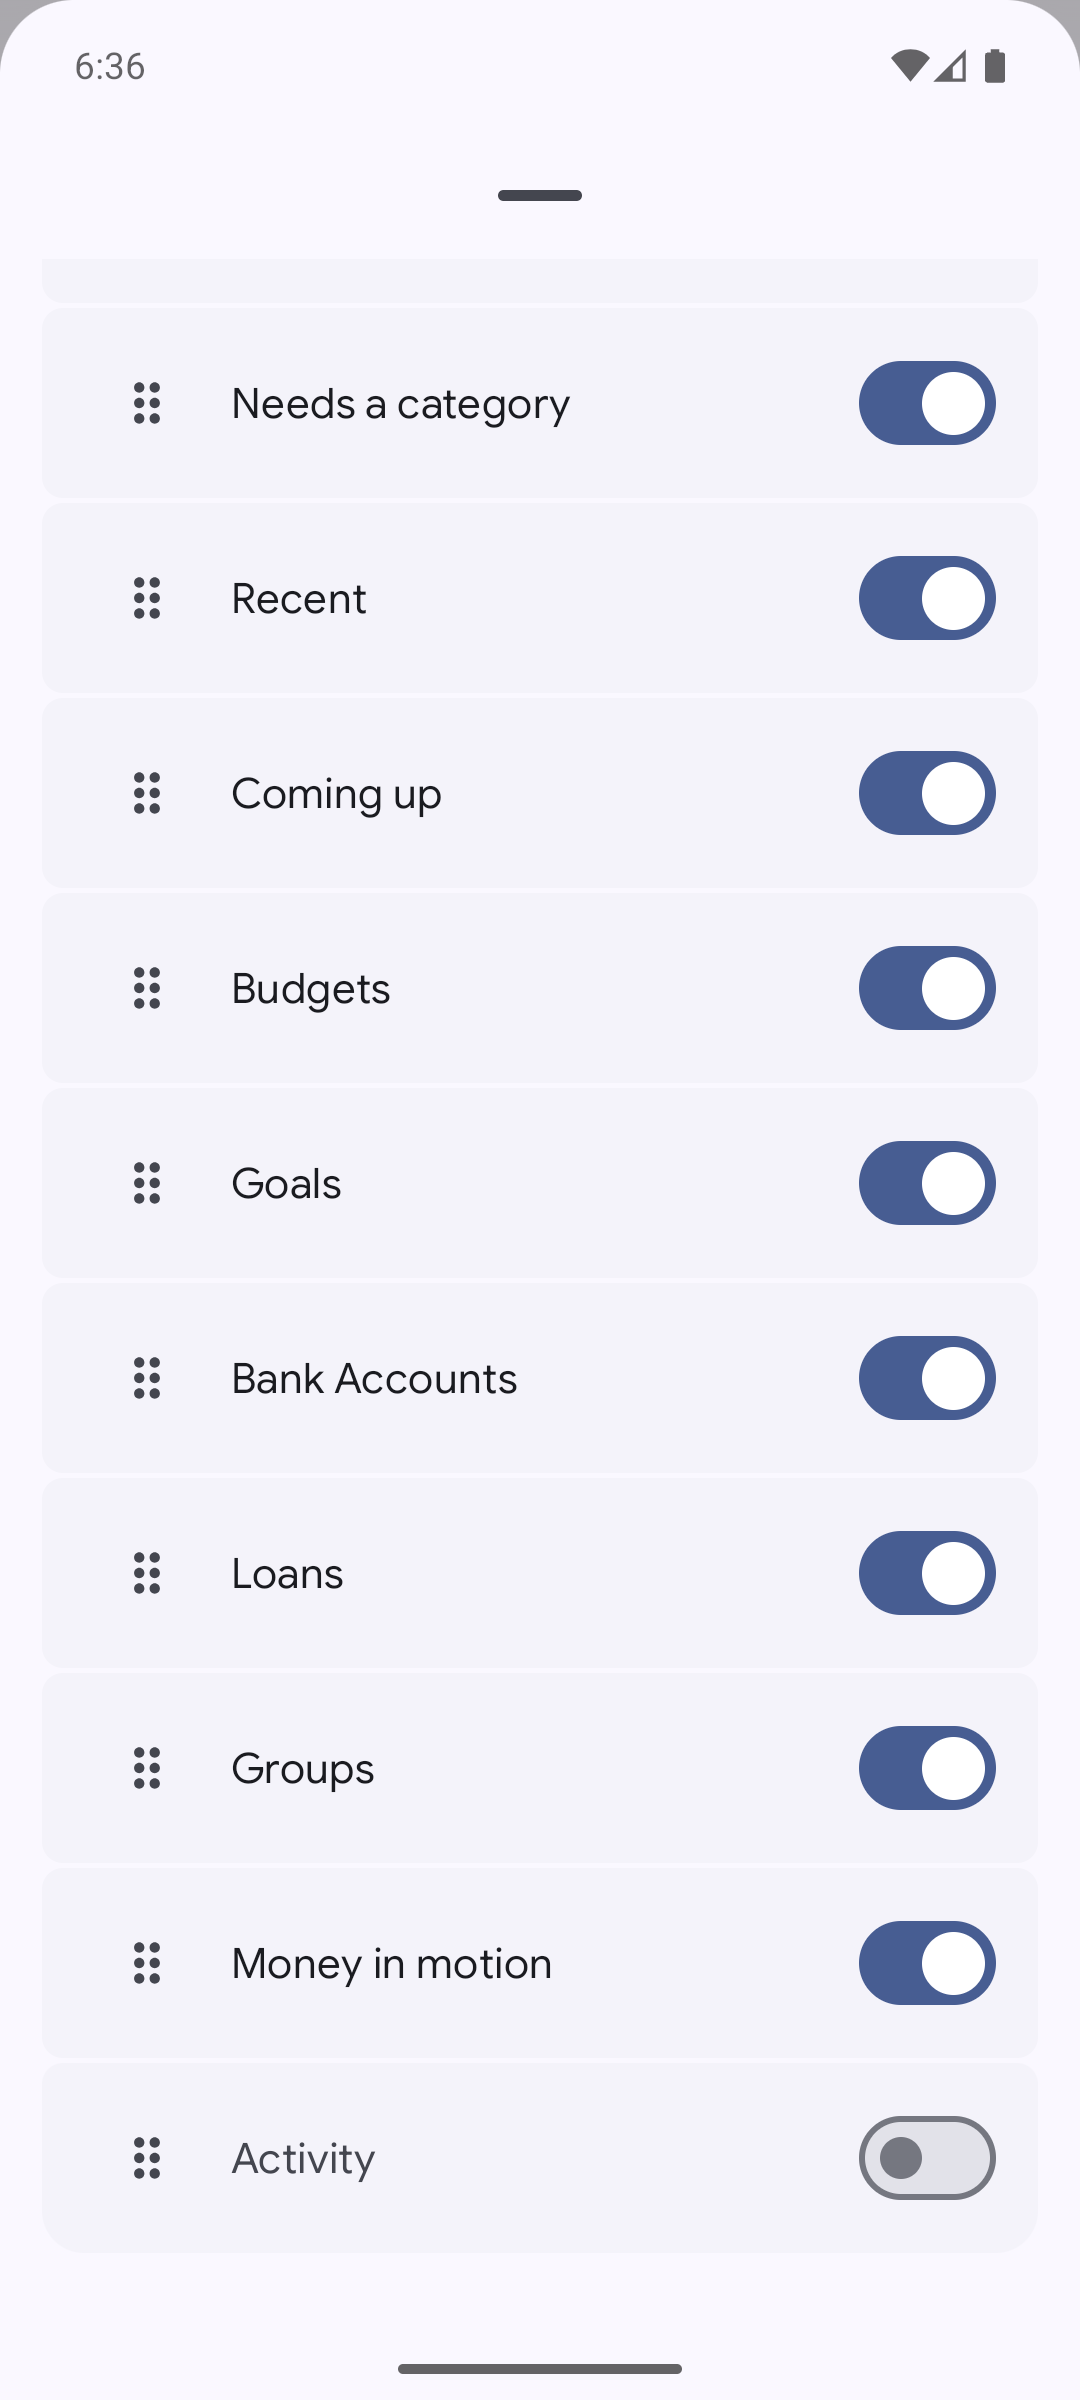 6:36
Needs a category
Recent
Coming up
Budgets
Goals
Bank Accounts
Loans
Groups
Money in motion
Activity